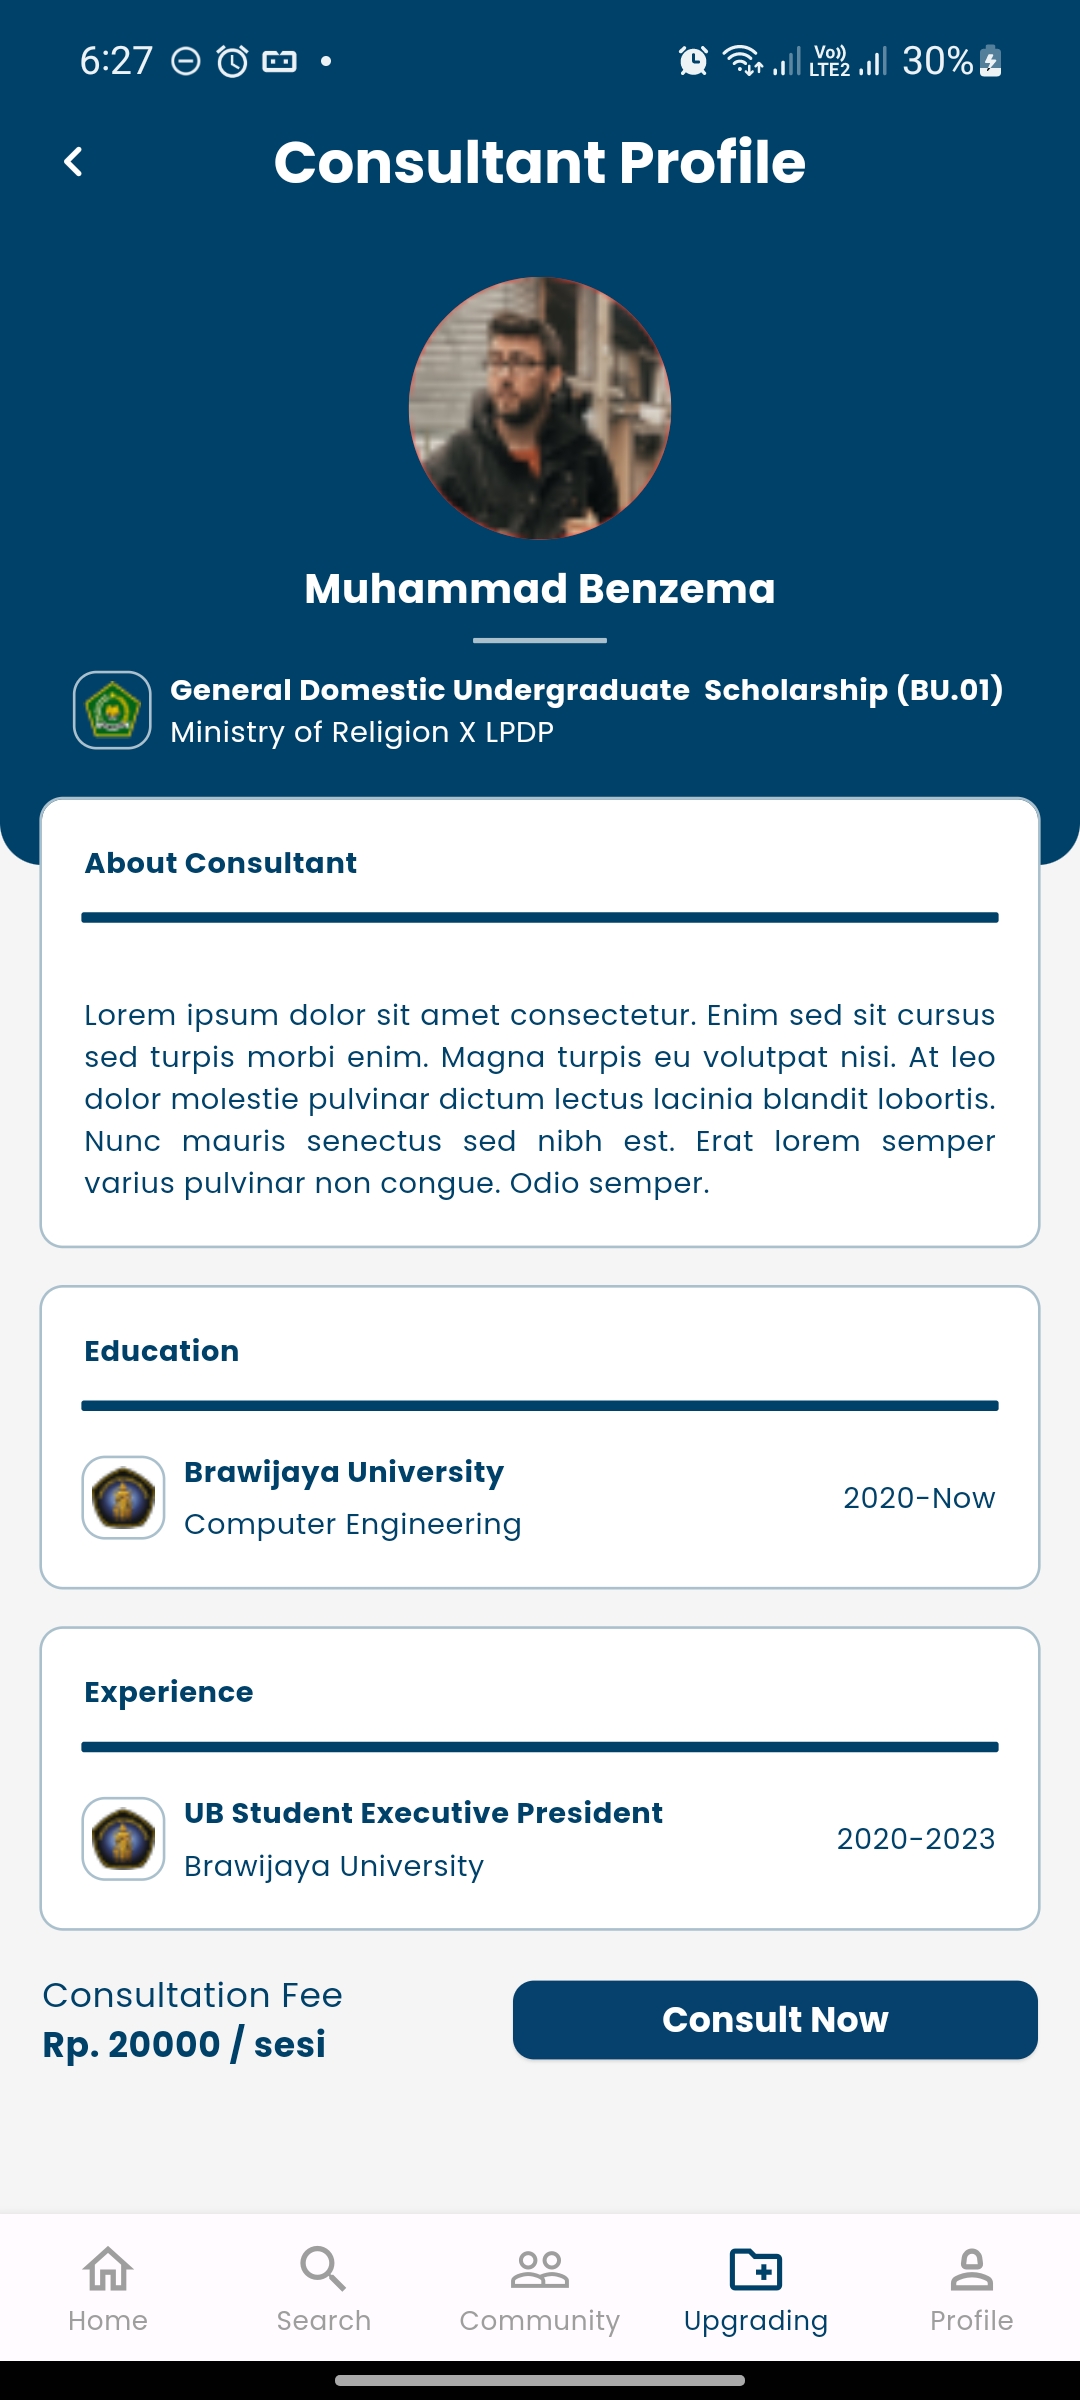 6:27
Vo))
LTE2
30%
Consultant Profile
Muhammad Benzema
General Domestic Undergraduate  Scholarship (BU.01)
Ministry of Religion X LPDP
About Consultant
Lorem ipsum dolor sit amet consectetur. Enim sed sit cursus
sed turpis morbi enim. Magna turpis eu volutpat nisi. At leo
dolor molestie pulvinar dictum lectus lacinia blandit lobortis.
Nunc mauris senectus sed nibh est. Erat lorem semper
varius pulvinar non congue. Odio semper.
Education
Brawijaya University
Computer Engineering
2020-Now
Experience
UB Student Executive President
Brawijaya University
2020-2023
Consultation Fee
Rp. 20000 / sesi
Consult Now
Home
Search
Community
Upgrading
Profile